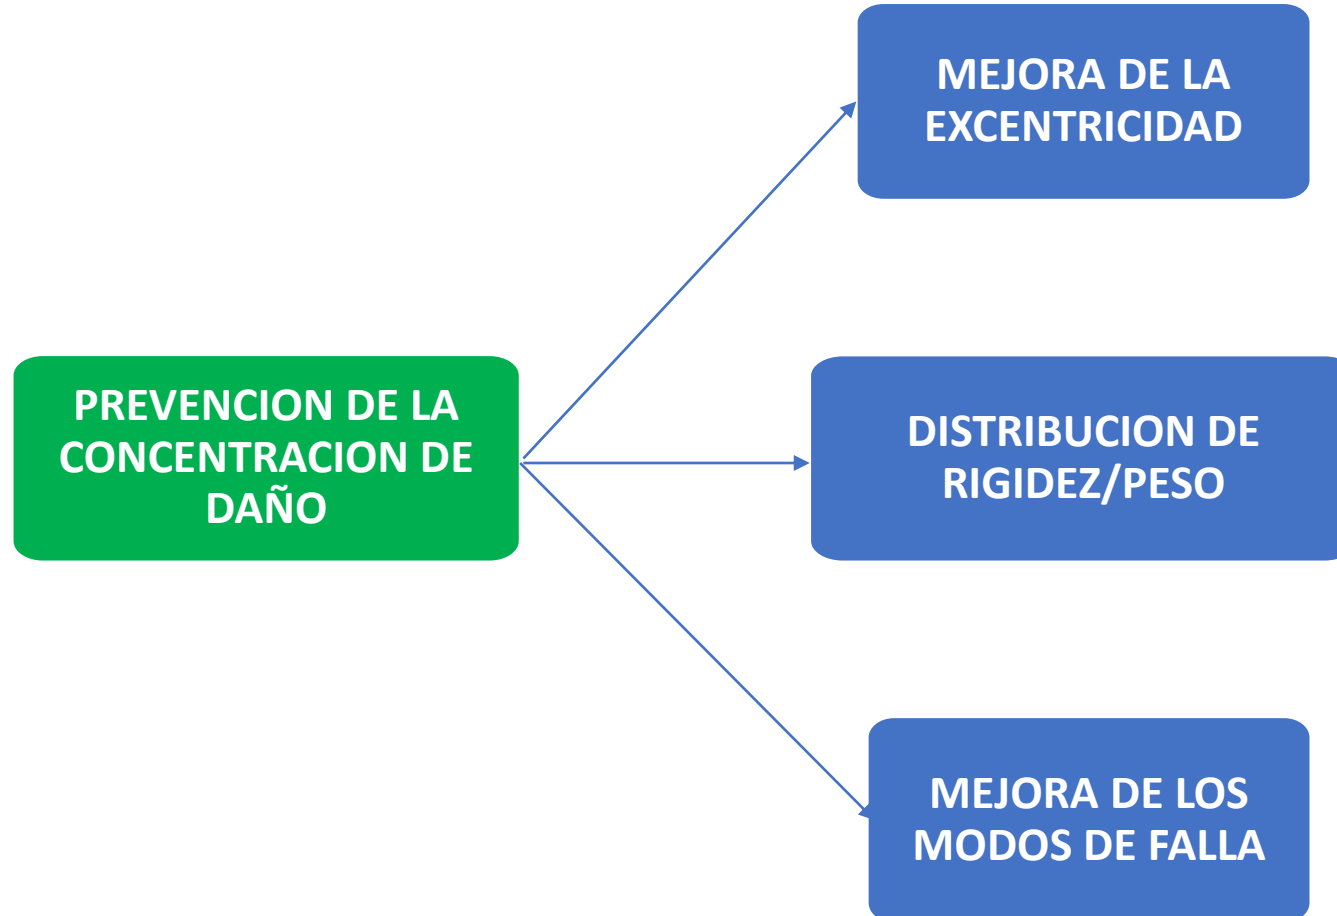 MEJORA DE LA
EXCENTRICIDAD
PREVENCION DE LA
CONCENTRACION DE
DAÑO
DISTRIBUCION DE
RIGIDEZ/PESO
MEJORA DE LOS
MODOS DE FALLA